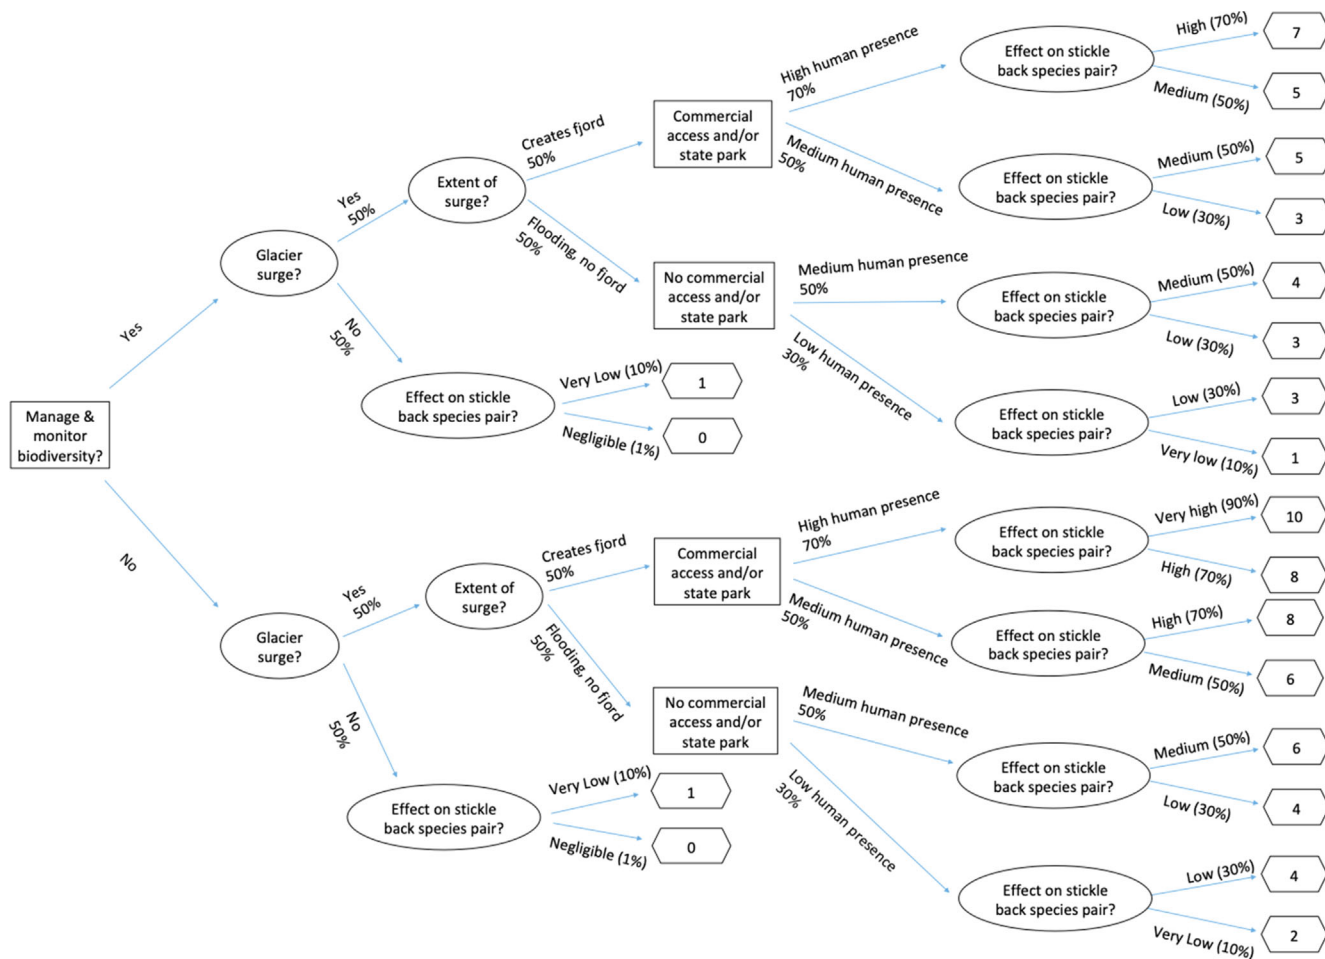 Manage &
monitor
biodiversity?
Yes
Glacier
surge?
Yes
50%
Extent of
surge?
Creates fjord
50%
Commercial
access and/or
state park
High human presence
70%
Effect on stickle
back species pair?
High (70%)
7
Medium (50%)
5
Medium human presence
50%
Effect on stickle
back species pair?
Medium (50%)
5
Low (30%)
3
Flooding, no fjord
50%
No commercial
access and/or
state park
Medium human presence
50%
Effect on stickle
back species pair?
Medium (50%)
4
Low (30%)
3
Low human presence
30%
Effect on stickle
back species pair?
Low (30%)
3
Very low (10%)
1
No
50%
Effect on stickle
back species pair?
Very Low (10%)
1
Negligible (1%)
0
No
Glacier
surge?
Yes
50%
Extent of
surge?
Creates fjord
50%
Commercial
access and/or
state park
High human presence
70%
Effect on stickle
back species pair?
Very high (90%)
10
High (70%)
8
Medium human presence
50%
Effect on stickle
back species pair?
High (70%)
8
Medium (50%)
6
Flooding, no fjord
50%
No commercial
access and/or
state park
Medium human presence
50%
Effect on stickle
back species pair?
Medium (50%)
6
Low (30%)
4
Low human presence
30%
Effect on stickle
back species pair?
Low (30%)
4
Very Low (10%)
2
No
50%
Effect on stickle
back species pair?
Very Low (10%)
1
Negligible (1%)
0